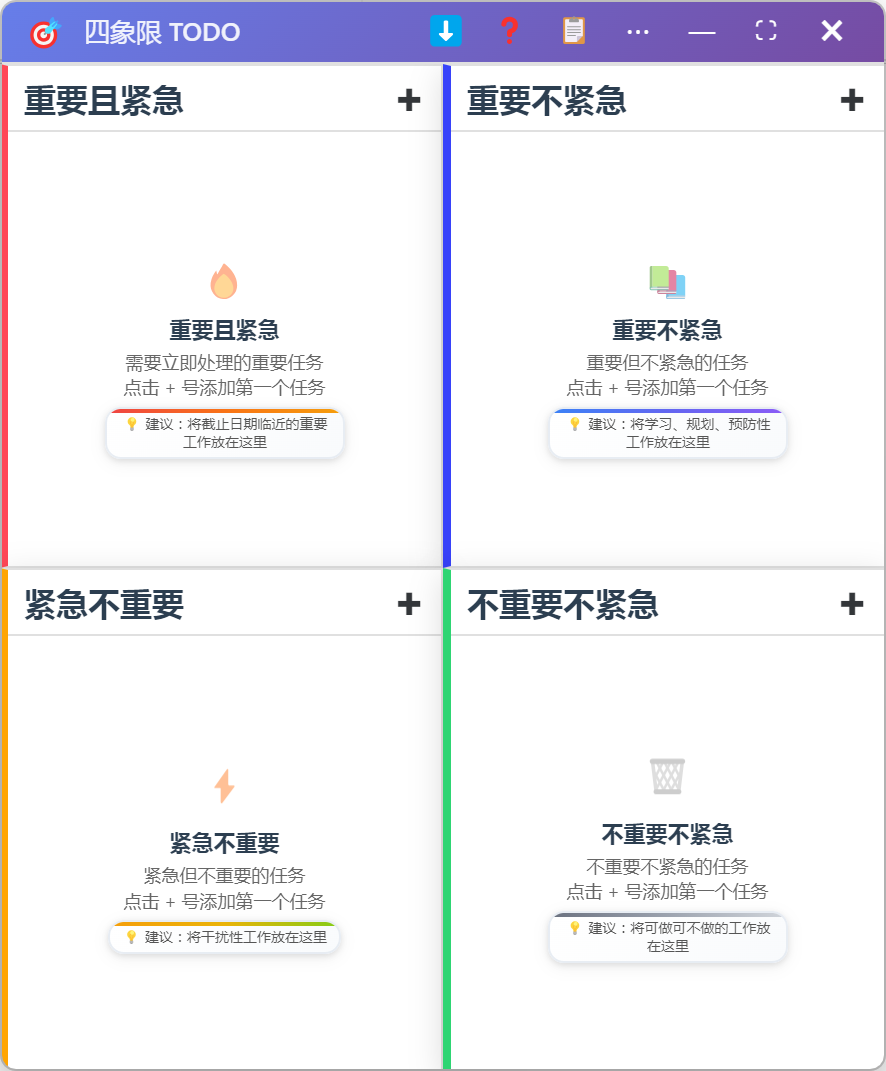 四象限 TODO
重要且紧急
重要不紧急
重要且紧急
需要立即处理的重要任务
点击 + 号添加第一个任务
建议：将截止日期临近的重要
工作放在这里
重要不紧急
重要但不紧急的任务
点击 + 号添加第一个任务
建议：将学习、规划、预防性
工作放在这里
紧急不重要
不重要不紧急
紧急不重要
紧急但不重要的任务
点击 + 号添加第一个任务
建议：将干扰性工作放在这里
不重要不紧急
不重要不紧急的任务
点击 + 号添加第一个任务
建议：将可做可不做的工作放
在这里